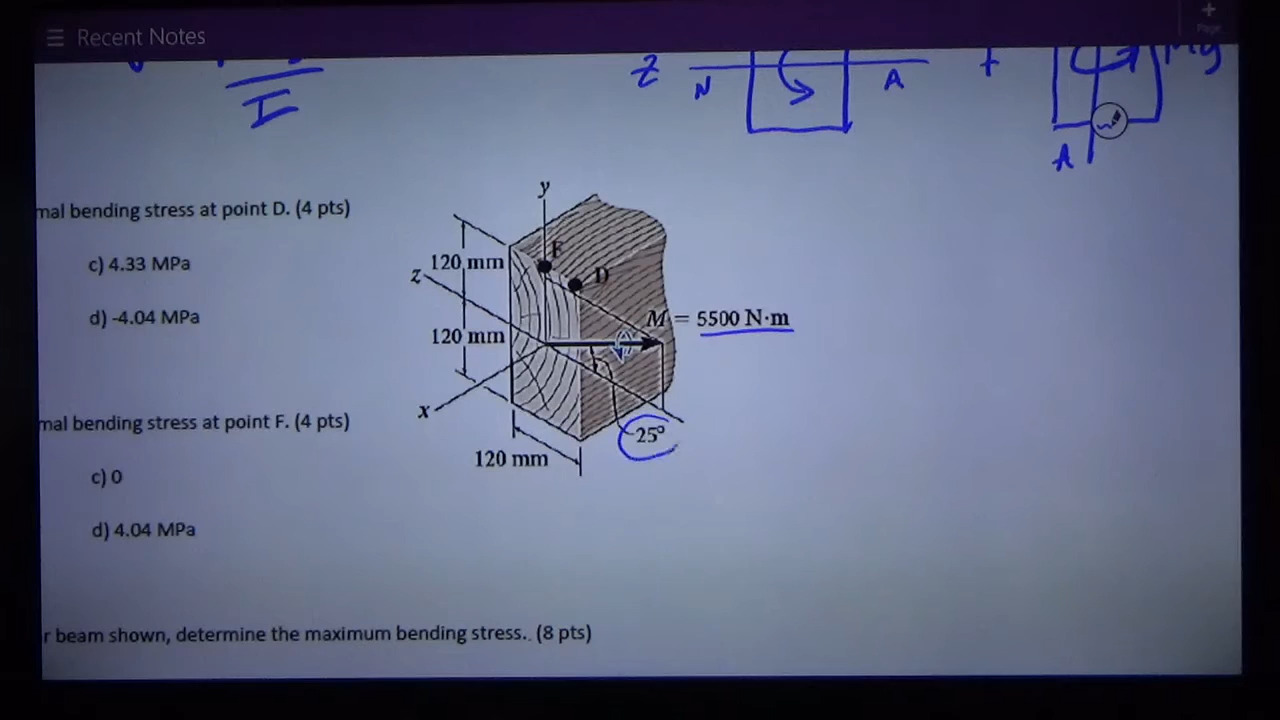 Recent Notes
+
Page
z N A + My
I
A
mal bending stress at point D. (4 pts)
c) 4.33 MPa
d) -4.04 MPa
y
F
D
120 mm
z
M = 5500 N·m
120 mm
x
25°
120 mm
mal bending stress at point F. (4 pts)
c) 0
d) 4.04 MPa
r beam shown, determine the maximum bending stress. (8 pts)